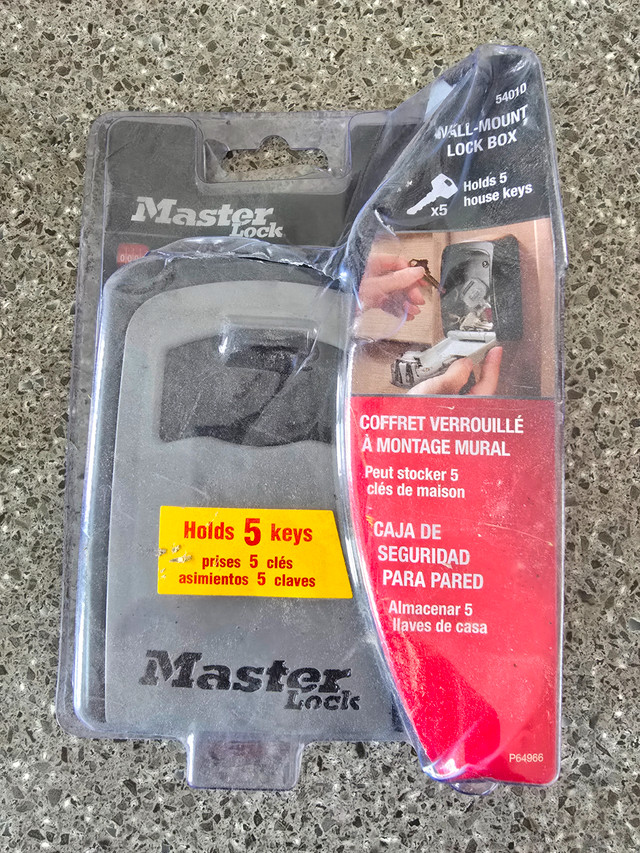 54010
WALL-MOUNT
LOCK BOX
x5
Holds 5
house keys
Master
Lock
COFFRET VERROUILLÉ
À MONTAGE MURAL
Peut stocker 5
clés de maison
CAJA DE
SEGURIDAD
PARA PARED
Almacenar 5
llaves de casa
Holds 5 keys
prises 5 clés
asimientos 5 claves
Master
Lock
P64966